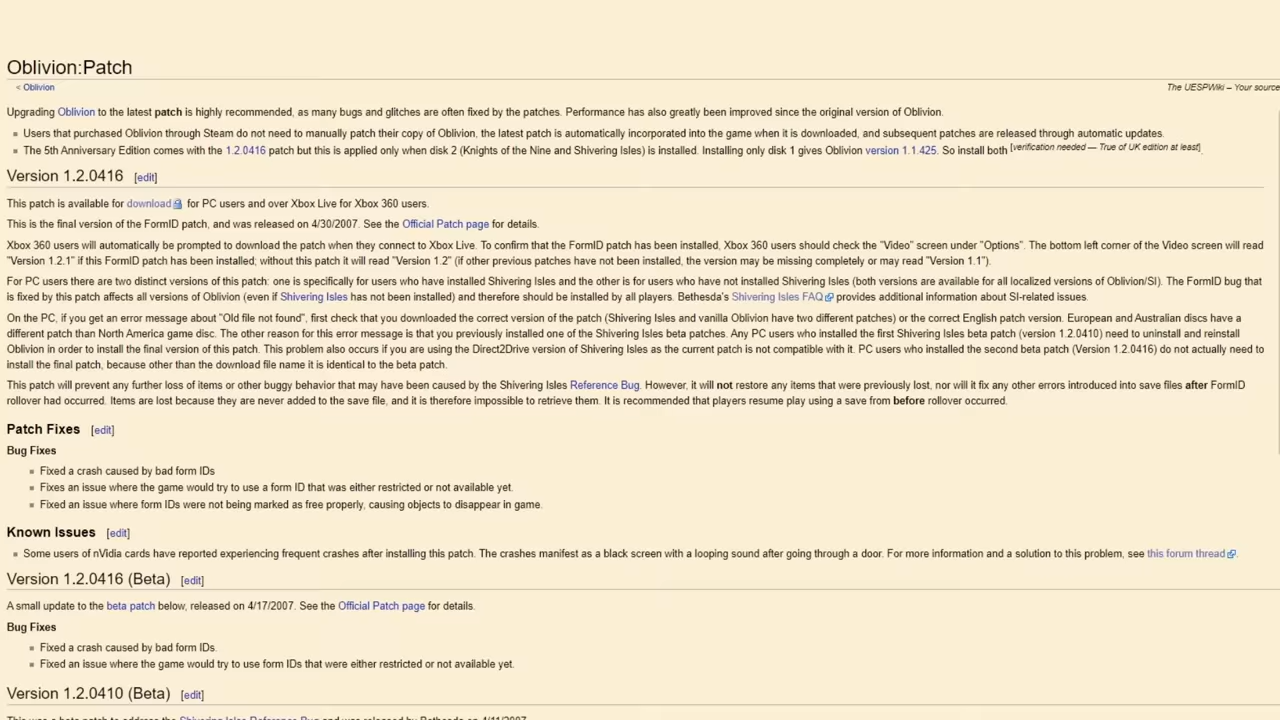 Oblivion:Patch
< Oblivion
The UESPWiki – Your source
Upgrading Oblivion to the latest patch is highly recommended, as many bugs and glitches are often fixed by the patches. Performance has also greatly been improved since the original version of Oblivion.
Users that purchased Oblivion through Steam do not need to manually patch their copy of Oblivion, the latest patch is automatically incorporated into the game when it is downloaded, and subsequent patches are released through automatic updates.
The 5th Anniversary Edition comes with the 1.2.0416 patch but this is applied only when disk 2 (Knights of the Nine and Shivering Isles) is installed. Installing only disk 1 gives Oblivion version 1.1.425. So install both [verification needed — True of UK edition at least].
Version 1.2.0416 [edit]
This patch is available for download for PC users and over Xbox Live for Xbox 360 users.
This is the final version of the FormID patch, and was released on 4/30/2007. See the Official Patch page for details.
Xbox 360 users will automatically be prompted to download the patch when they connect to Xbox Live. To confirm that the FormID patch has been installed, Xbox 360 users should check the "Video" screen under "Options". The bottom left corner of the Video screen will read
"Version 1.2.1" if this FormID patch has been installed; without this patch it will read "Version 1.2" (if other previous patches have not been installed, the version may be missing completely or may read "Version 1.1").
For PC users there are two distinct versions of this patch: one is specifically for users who have installed Shivering Isles and the other is for users who have not installed Shivering Isles (both versions are available for all localized versions of Oblivion/SI). The FormID bug that
is fixed by this patch affects all versions of Oblivion (even if Shivering Isles has not been installed) and therefore should be installed by all players. Bethesda's Shivering Isles FAQ provides additional information about SI-related issues.
On the PC, if you get an error message about "Old file not found", first check that you downloaded the correct version of the patch (Shivering Isles and vanilla Oblivion have two different patches) or the correct English patch version. European and Australian discs have a
different patch than North America game disc. The other reason for this error message is that you previously installed one of the Shivering Isles beta patches. Any PC users who installed the first Shivering Isles beta patch (version 1.2.0410) need to uninstall and reinstall
Oblivion in order to install the final version of this patch. This problem also occurs if you are using the Direct2Drive version of Shivering Isles as the current patch is not compatible with it. PC users who installed the second beta patch (Version 1.2.0416) do not actually need to
install the final patch, because other than the download file name it is identical to the beta patch.
This patch will prevent any further loss of items or other buggy behavior that may have been caused by the Shivering Isles Reference Bug. However, it will not restore any items that were previously lost, nor will it fix any other errors introduced into save files after FormID
rollover had occurred. Items are lost because they are never added to the save file, and it is therefore impossible to retrieve them. It is recommended that players resume play using a save from before rollover occurred.
Patch Fixes [edit]
Bug Fixes
Fixed a crash caused by bad form IDs
Fixes an issue where the game would try to use a form ID that was either restricted or not available yet.
Fixed an issue where form IDs were not being marked as free properly, causing objects to disappear in game.
Known Issues [edit]
Some users of nVidia cards have reported experiencing frequent crashes after installing this patch. The crashes manifest as a black screen with a looping sound after going through a door. For more information and a solution to this problem, see this forum thread.
Version 1.2.0416 (Beta) [edit]
A small update to the beta patch below, released on 4/17/2007. See the Official Patch page for details.
Bug Fixes
Fixed a crash caused by bad form IDs.
Fixed an issue where the game would try to use form IDs that were either restricted or not available yet.
Version 1.2.0410 (Beta) [edit]
This was a beta patch to address the Shivering Isles Reference Bug and was released by Bethesda on 4/11/2007.